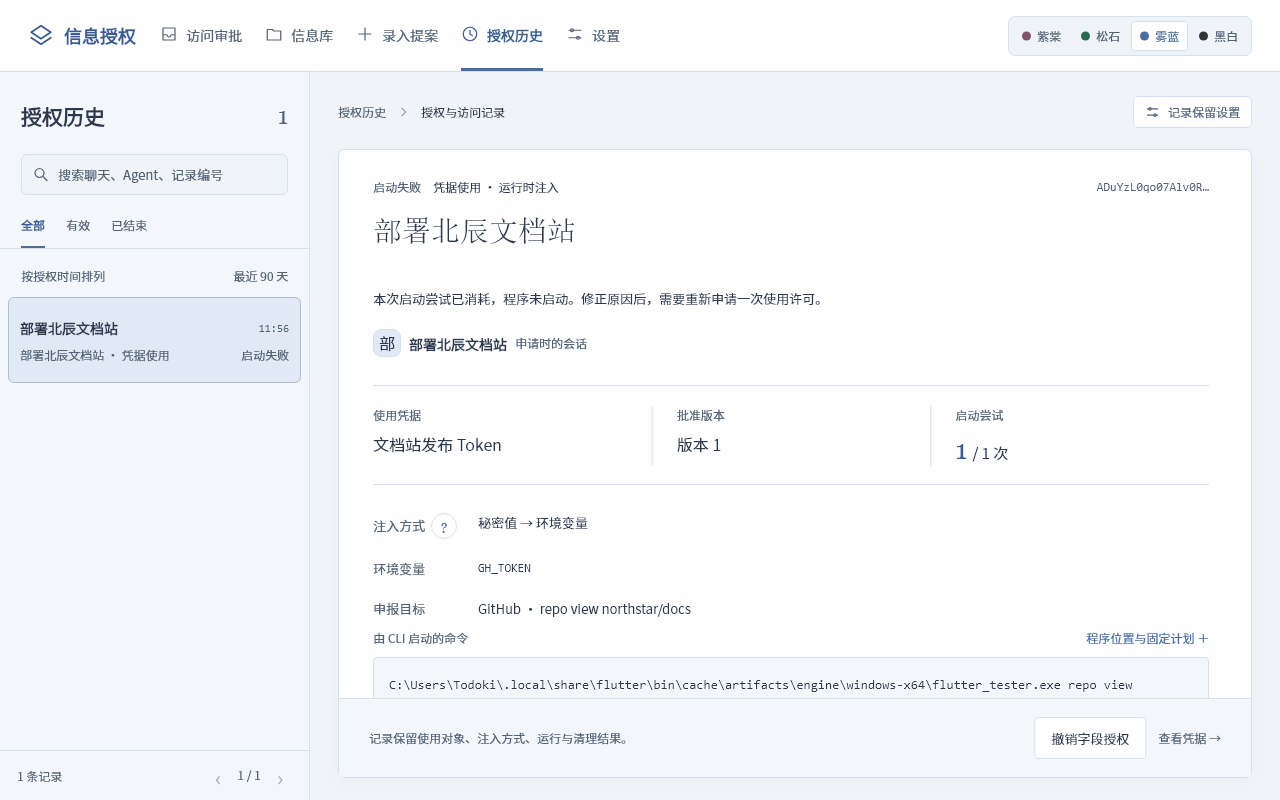 信息授权
访问审批
信息库
录入提案
授权历史
设置
紫棠
松石
雾蓝
黑白
授权历史
1
搜索聊天、Agent、记录编号
全部
有效
已结束
按授权时间排列
最近 90 天
部署北辰文档站
11:56
部署北辰文档站 · 凭据使用
启动失败
1 条记录
‹ 1 / 1 ›
授权历史 > 授权与访问记录
记录保留设置
启动失败 凭据使用 · 运行时注入
ADuYzL0qo07Alv0R…
部署北辰文档站
本次启动尝试已消耗，程序未启动。修正原因后，需要重新申请一次使用许可。
部 部署北辰文档站 申请时的会话
使用凭据
文档站发布 Token
批准版本
版本 1
启动尝试
1 / 1 次
注入方式 ? 秘密值 → 环境变量
环境变量 GH_TOKEN
申报目标 GitHub · repo view northstar/docs
由 CLI 启动的命令
程序位置与固定计划 +
C:\Users\Todoki\.local\share\flutter\bin\cache\artifacts\engine\windows-x64\flutter_tester.exe repo view
记录保留使用对象、注入方式、运行与清理结果。
撤销字段授权
查看凭据 →